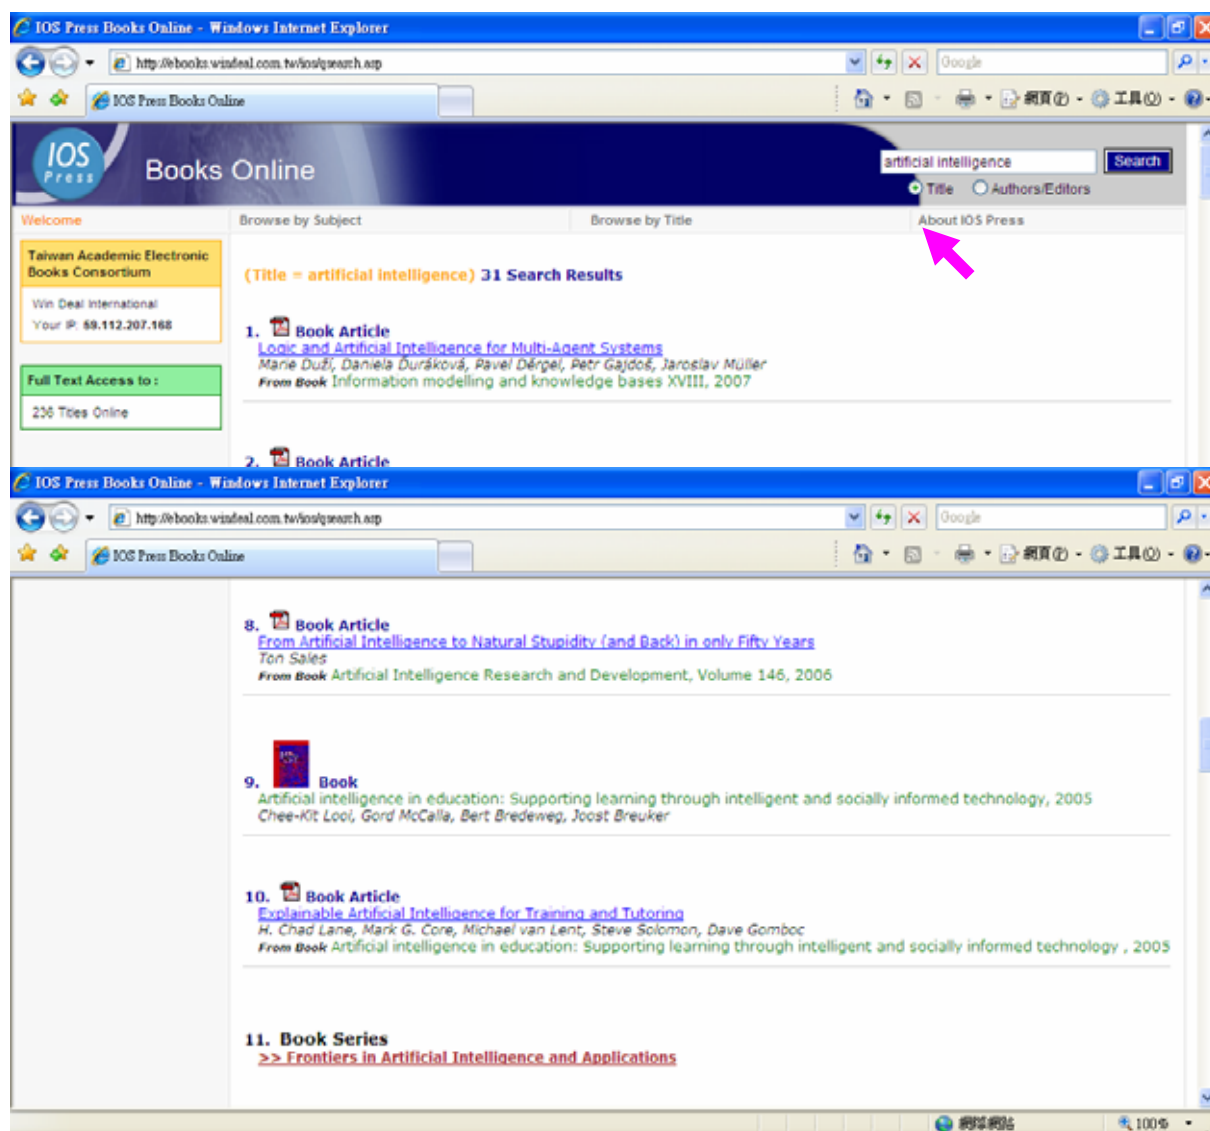 IOS Press Books Online - Windows Internet Explorer
http://ebooks.windeal.com.tw/ios/qsearch.asp
Google
IOS Press Books Online
網頁(P)
工具(O)
IOS Press
Books Online
artificial intelligence
Search
Title
Authors/Editors
Welcome
Browse by Subject
Browse by Title
About IOS Press
Taiwan Academic Electronic
Books Consortium
Win Deal International
Your IP: 59.112.207.168
Full Text Access to :
236 Titles Online
(Title = artificial intelligence) 31 Search Results
1. Book Article
Logic and Artificial Intelligence for Multi-Agent Systems
Marie Duží, Daniela Ďuráková, Pavel Děrgel, Petr Gajdoš, Jaroslav Müller
From Book Information modelling and knowledge bases XVIII, 2007
2. Book Article
IOS Press Books Online - Windows Internet Explorer
http://ebooks.windeal.com.tw/ios/qsearch.asp
Google
IOS Press Books Online
網頁(P)
工具(O)
8. Book Article
From Artificial Intelligence to Natural Stupidity (and Back) in only Fifty Years
Ton Sales
From Book Artificial Intelligence Research and Development, Volume 146, 2006
9. Book
Artificial intelligence in education: Supporting learning through intelligent and socially informed technology, 2005
Chee-Kit Looi, Gord McCalla, Bert Bredeweg, Joost Breuker
10. Book Article
Explainable Artificial Intelligence for Training and Tutoring
H. Chad Lane, Mark G. Core, Michael van Lent, Steve Solomon, Dave Gomboc
From Book Artificial intelligence in education: Supporting learning through intelligent and socially informed technology , 2005
11. Book Series
>> Frontiers in Artificial Intelligence and Applications
網際網路
100%